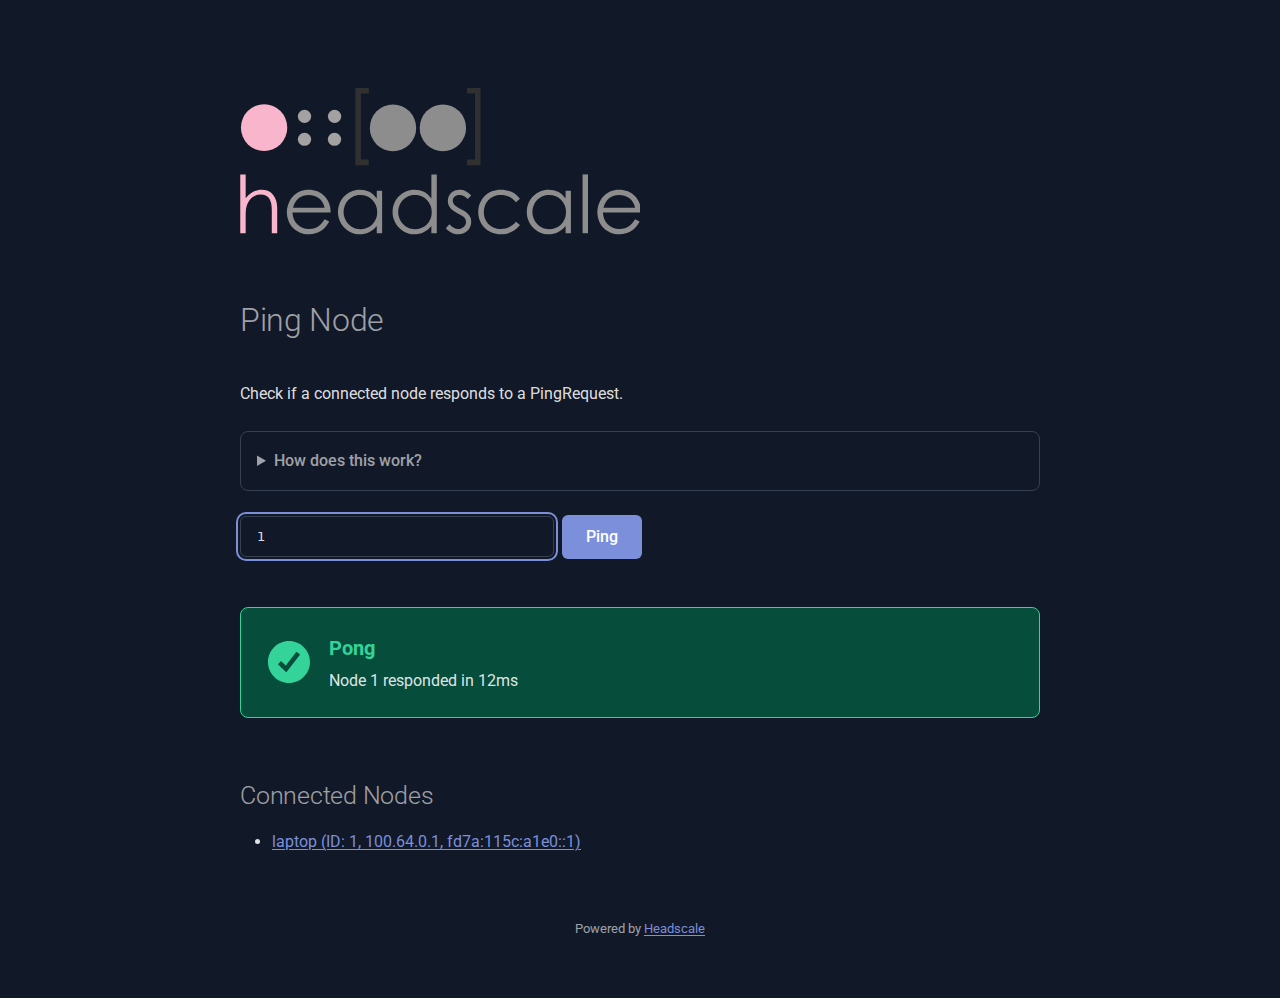 headscale
Ping Node
Check if a connected node responds to a PingRequest.
How does this work?
1
Ping
Pong
Node 1 responded in 12ms
Connected Nodes
laptop (ID: 1, 100.64.0.1, fd7a:115c:a1e0::1)
Powered by Headscale